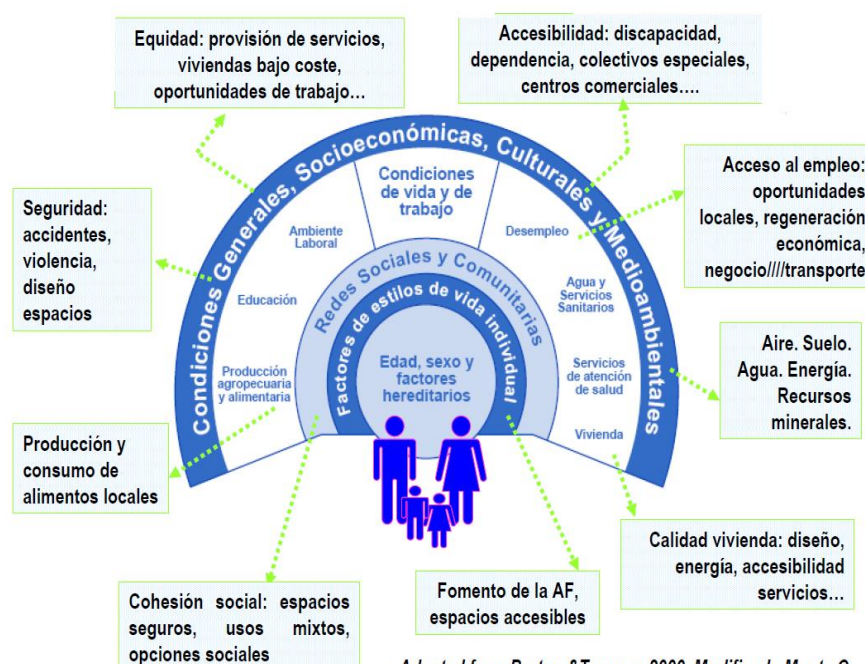 Equidad: provisión de servicios,
viviendas bajo coste,
oportunidades de trabajo…
Accesibilidad: discapacidad,
dependencia, colectivos especiales,
centros comerciales….
Seguridad:
accidentes,
violencia,
diseño
espacios
Acceso al empleo:
oportunidades
locales, regeneración
económica,
negocio////transporte
Condiciones Generales, Socioeconómicas, Culturales y Medioambientales
Condiciones
de vida y de
trabajo
Ambiente
Laboral
Desempleo
Educación
Agua y
Servicios
Sanitarios
Producción
agropecuaria
y alimentaria
Servicios
de atención
de salud
Vivienda
Redes Sociales y Comunitarias
Factores de estilos de vida individual
Edad, sexo y
factores
hereditarios
Aire. Suelo.
Agua. Energía.
Recursos
minerales.
Producción y
consumo de
alimentos locales
Calidad vivienda: diseño,
energía, accesibilidad
servicios…
Cohesión social: espacios
seguros, usos mixtos,
opciones sociales
Fomento de la AF,
espacios accesibles